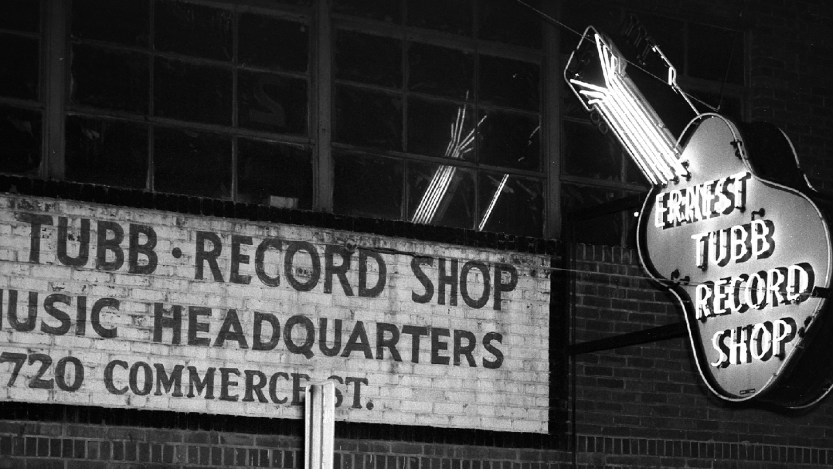 TUBB · RECORD SHOP
USIC HEADQUARTERS
720 COMMERCE ST.
ERNEST
TUBB
RECORD
SHOP